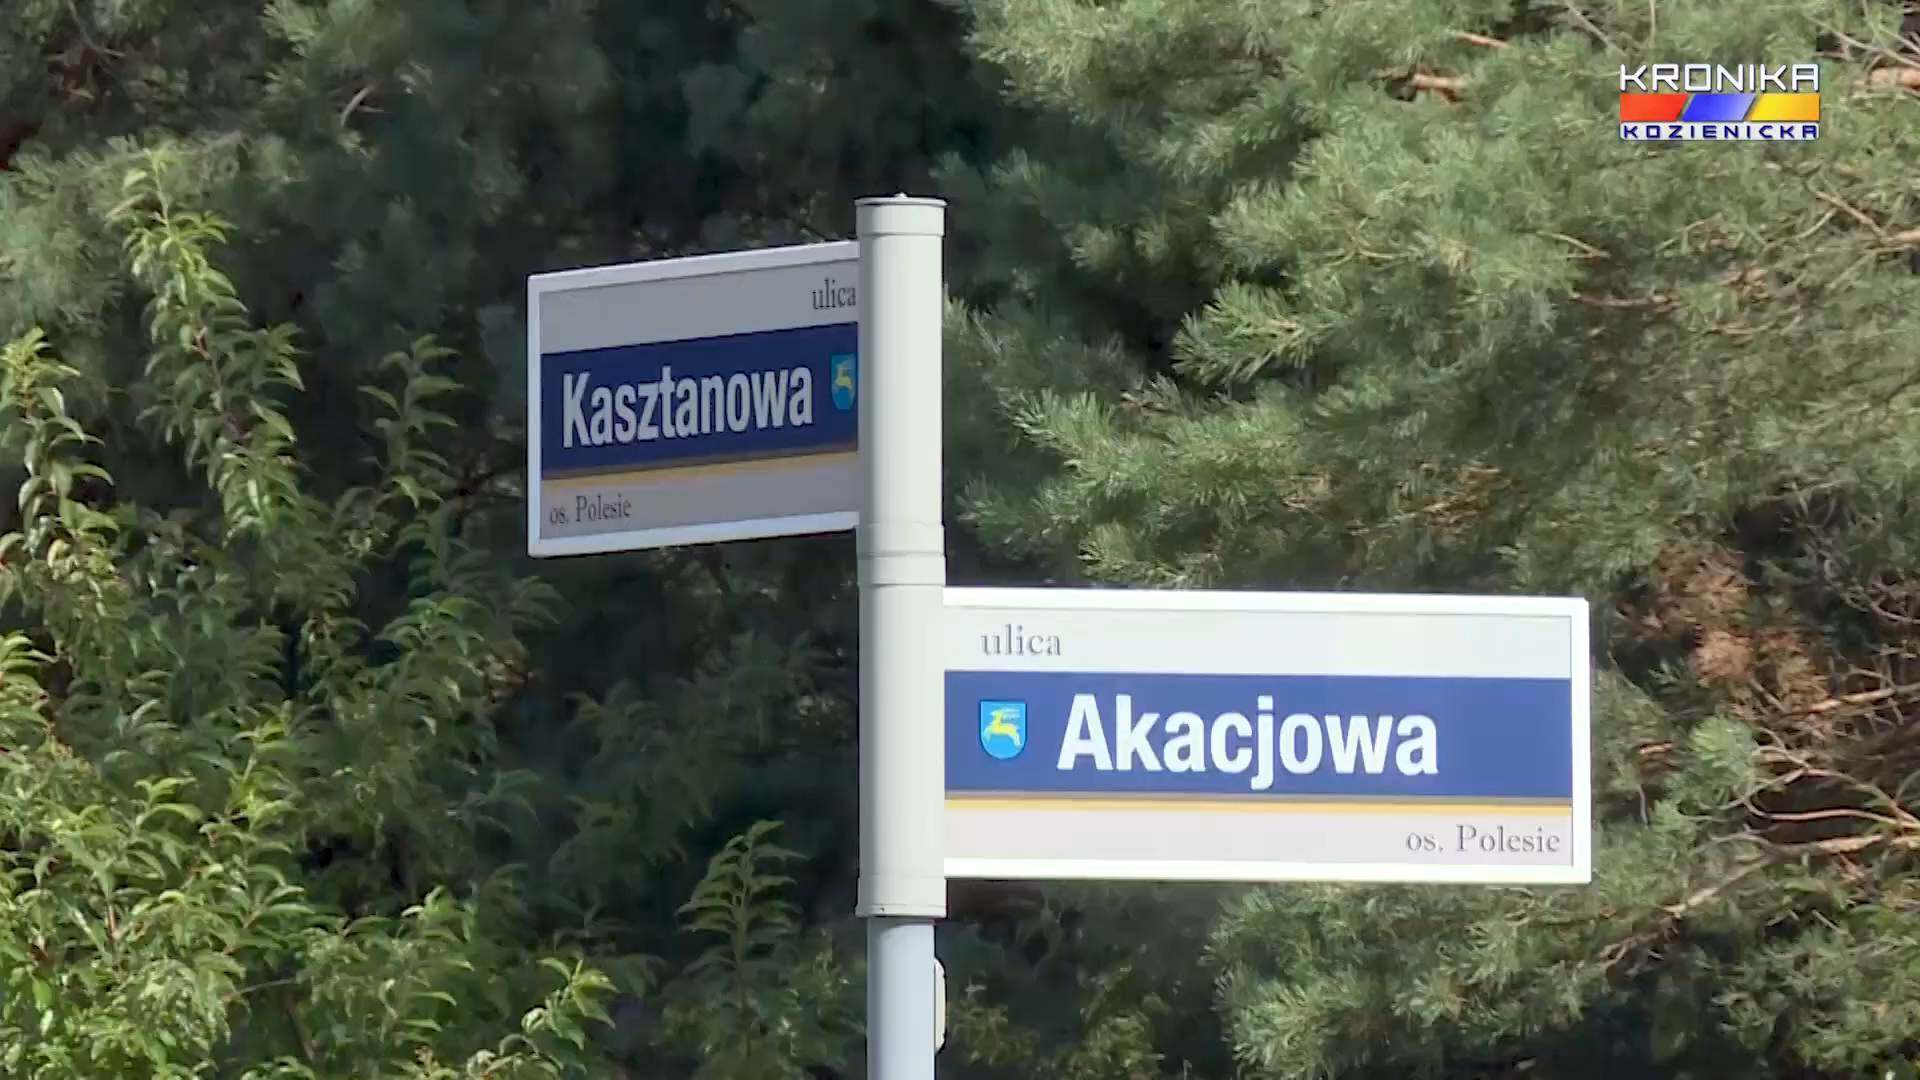 KRONIKA
KOZIENICKA
ulica
Kasztanowa
os. Polesie
ulica
Akacjowa
os. Polesie